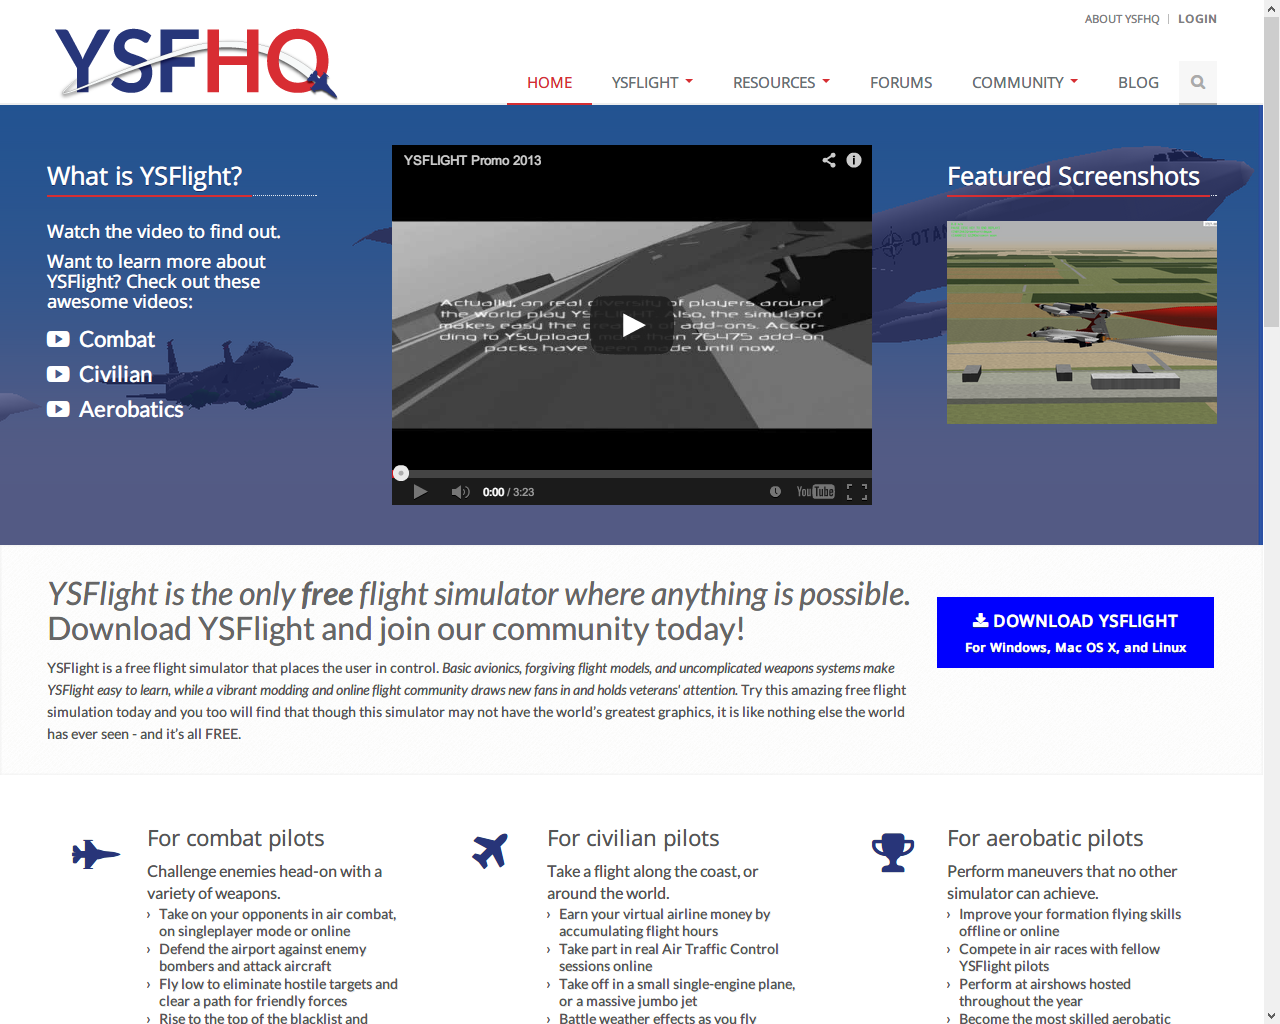 ABOUT YSFHQ | LOGIN
YSFHQ
HOME YSFLIGHT RESOURCES FORUMS COMMUNITY BLOG
What is YSFlight?
Watch the video to find out.
Want to learn more about
YSFlight? Check out these
awesome videos:
Combat
Civilian
Aerobatics
YSFLIGHT Promo 2013
Actually, an real diversity of players around
the world play YSFLIGHT. Also, the simulator
makes easy the creation of add-ons. Accor-
ding to YSUpload, more than 76475 add-on
packs have been made until now.
0:00 / 3:23
YouTube
Featured Screenshots
OTAN
YSFlight is the only free flight simulator where anything is possible.
Download YSFlight and join our community today!
YSFlight is a free flight simulator that places the user in control. Basic avionics, forgiving flight models, and uncomplicated weapons systems make
YSFlight easy to learn, while a vibrant modding and online flight community draws new fans in and holds veterans' attention. Try this amazing free flight
simulation today and you too will find that though this simulator may not have the world's greatest graphics, it is like nothing else the world
has ever seen - and it's all FREE.
DOWNLOAD YSFLIGHT
For Windows, Mac OS X, and Linux
For combat pilots
Challenge enemies head-on with a
variety of weapons.
› Take on your opponents in air combat,
on singleplayer mode or online
› Defend the airport against enemy
bombers and attack aircraft
› Fly low to eliminate hostile targets and
clear a path for friendly forces
› Rise to the top of the blacklist and
For civilian pilots
Take a flight along the coast, or
around the world.
› Earn your virtual airline money by
accumulating flight hours
› Take part in real Air Traffic Control
sessions online
› Take off in a small single-engine plane,
or a massive jumbo jet
› Battle weather effects as you fly
For aerobatic pilots
Perform maneuvers that no other
simulator can achieve.
› Improve your formation flying skills
offline or online
› Compete in air races with fellow
YSFlight pilots
› Perform at airshows hosted
throughout the year
› Become the most skilled aerobatic